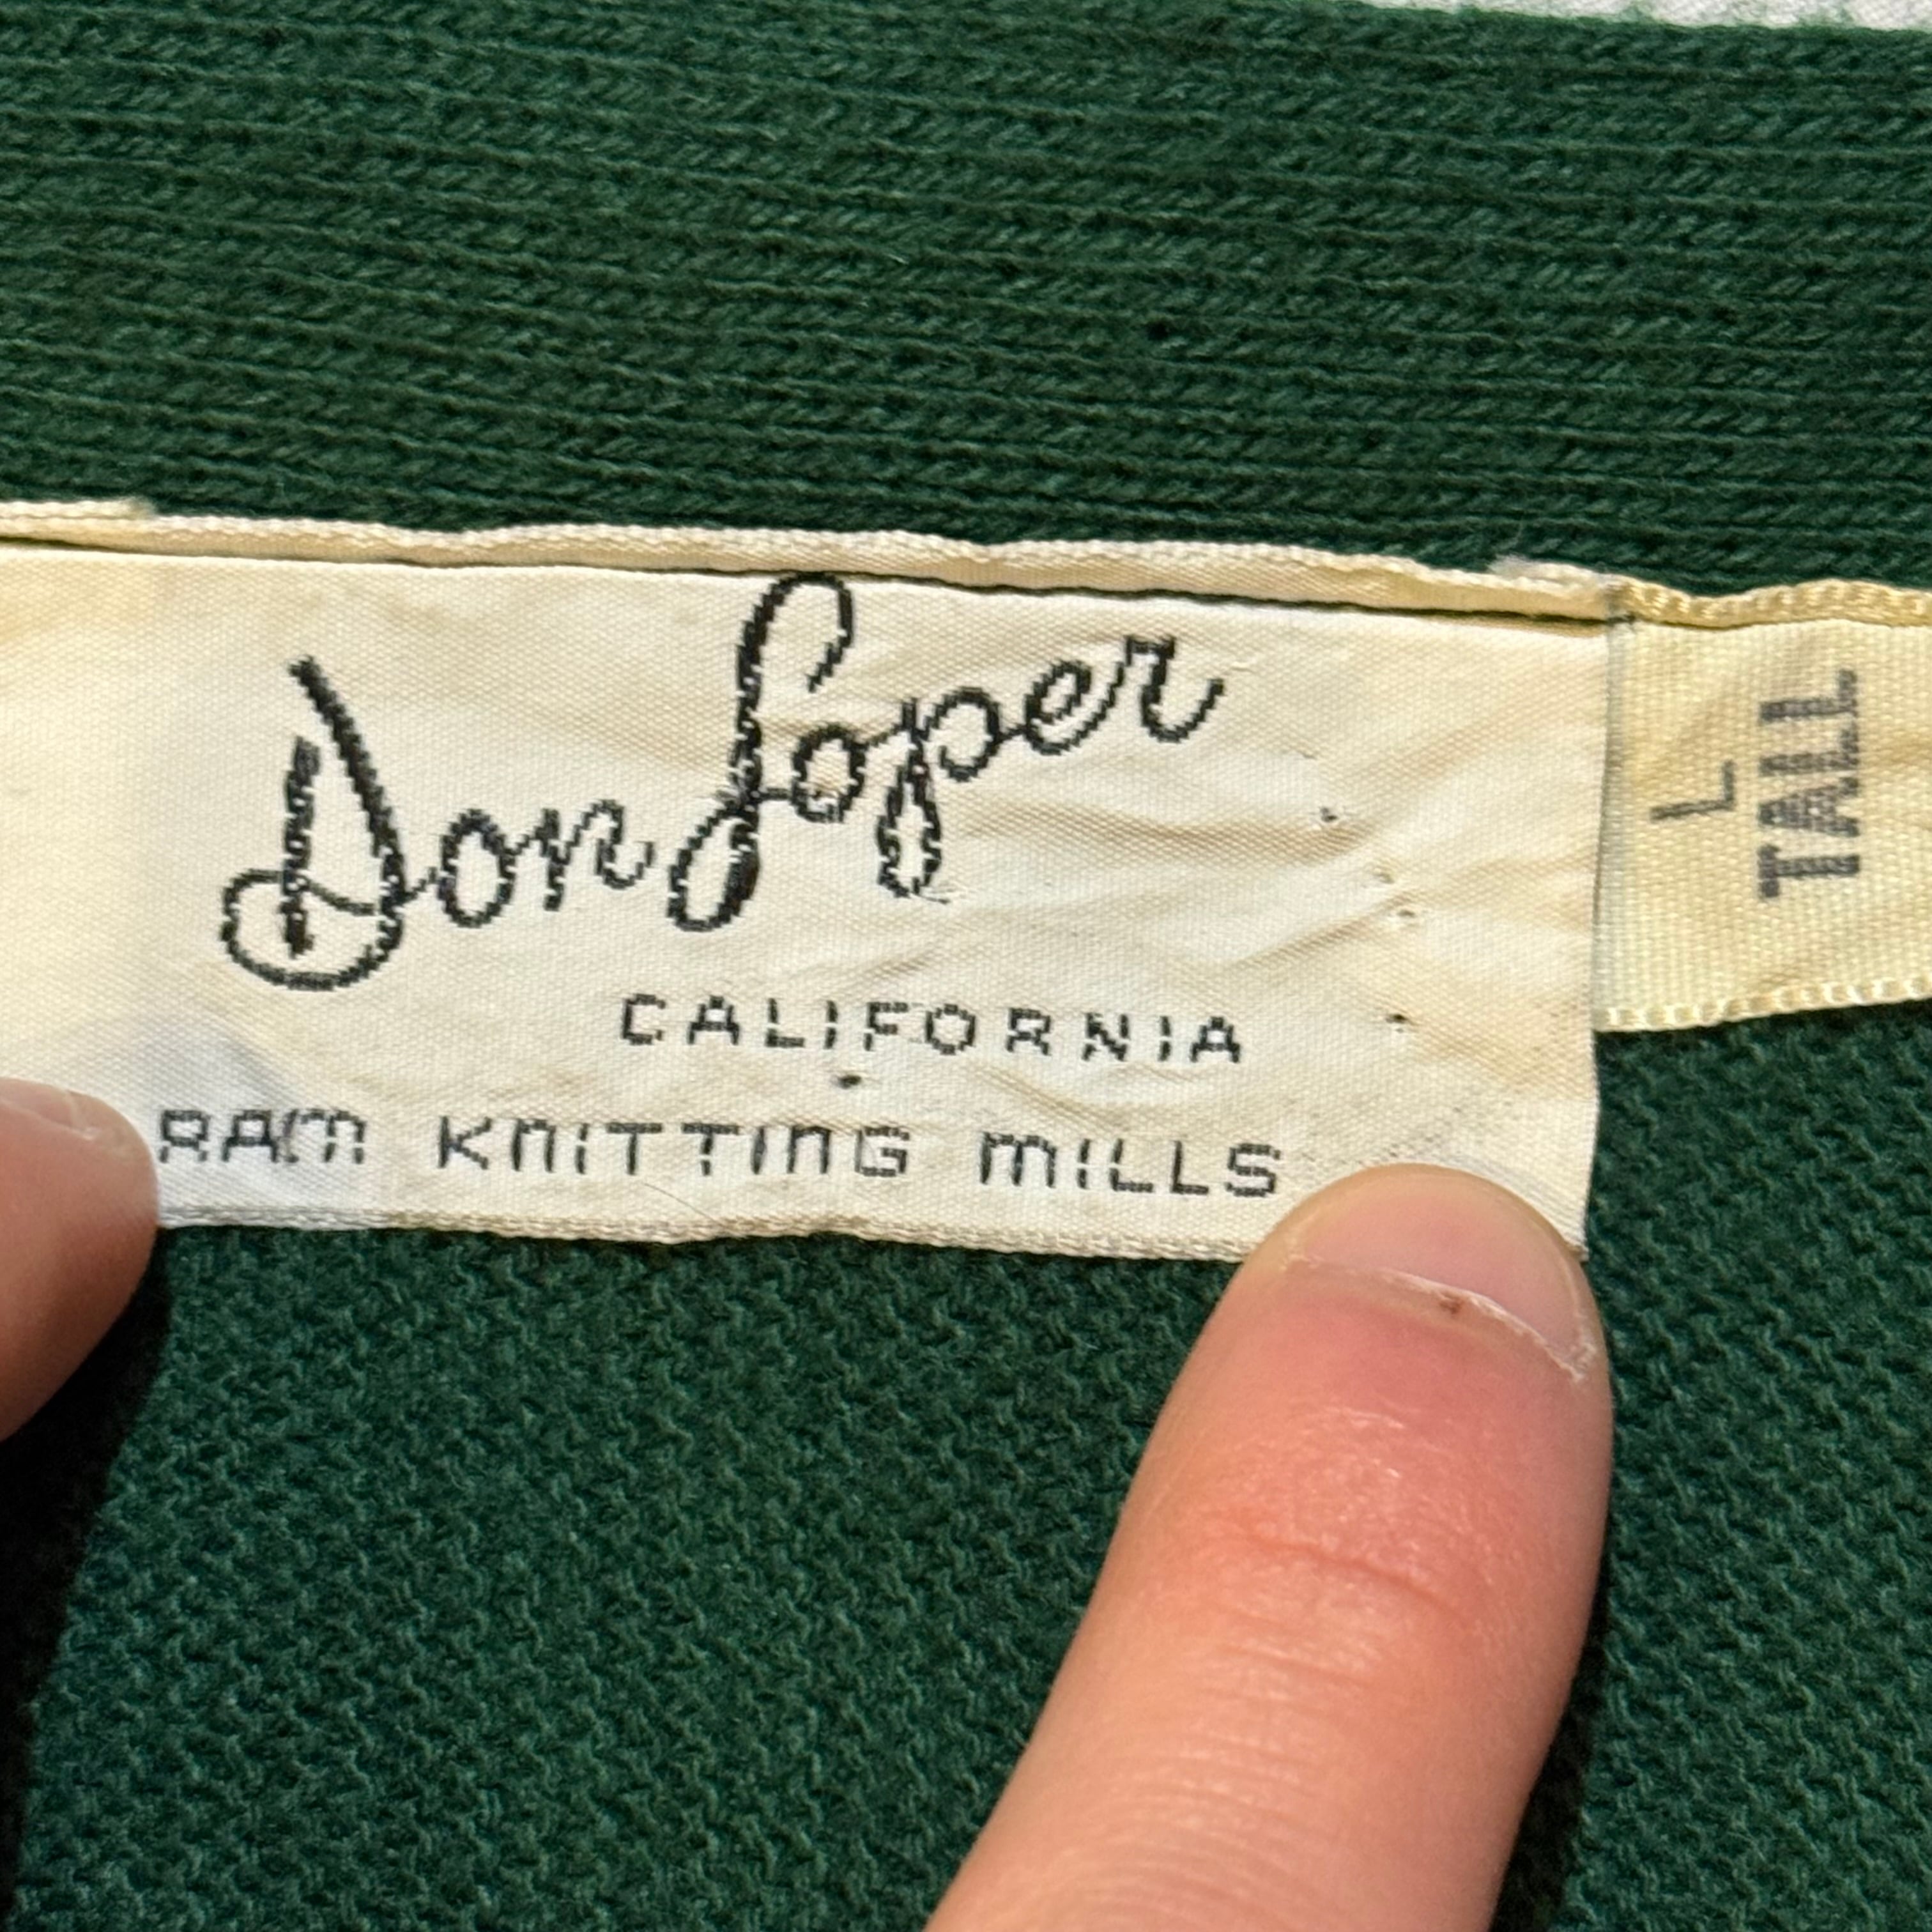 Don Loper
CALIFORNIA
RAM KNITTING MILLS
L
TALL